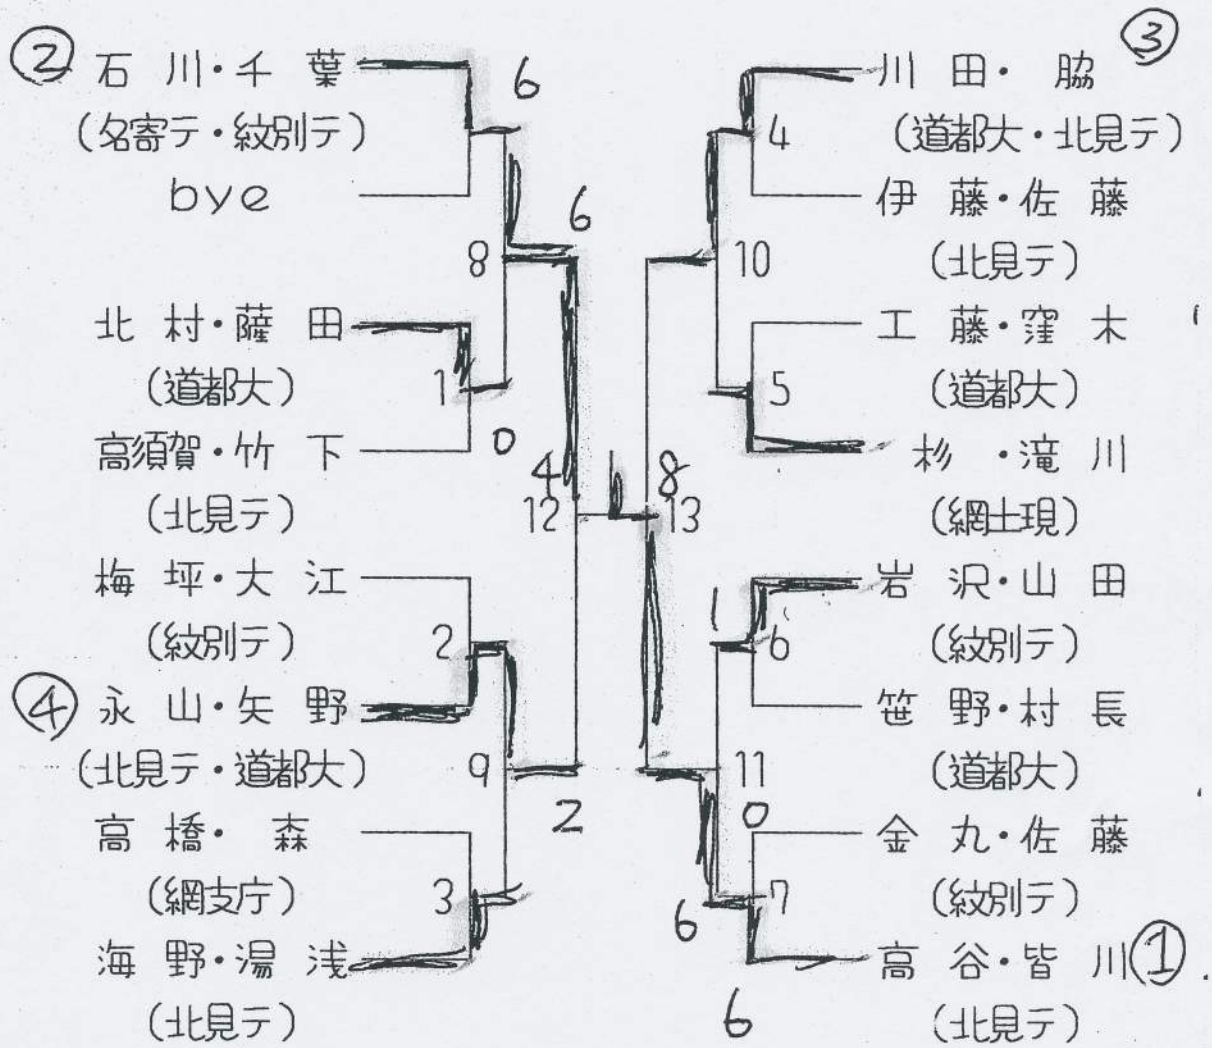 ② 石 川・千 葉
(名寄テ・紋別テ)
bye
北 村・薩 田
(道都大)
高須賀・竹 下
(北見テ)
梅 坪・大 江
(紋別テ)
④ 永 山・矢 野
(北見テ・道都大)
高 橋・ 森
(網支庁)
海 野・湯 浅
(北見テ)
6
6
8
1
0
4
12
2
9
2
3
8
13
③
川 田・ 脇
4
(道都大・北見テ)
伊 藤・佐 藤
10
(北見テ)
工 藤・窪 木
5
(道都大)
杉 ・滝 川
(網土現)
岩 沢・山 田
1
6
(紋別テ)
笹 野・村 長
11
(道都大)
0
金 丸・佐 藤
7
(紋別テ)
6
高 谷・皆 川 ①
6
(北見テ)